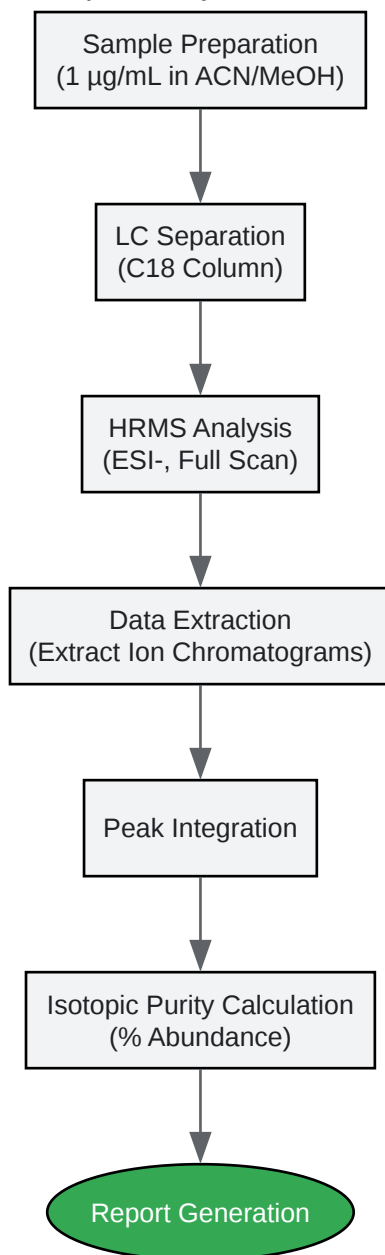 Sample Preparation
(1 µg/mL in ACN/MeOH)
LC Separation
(C18 Column)
HRMS Analysis
(ESI-, Full Scan)
Data Extraction
(Extract Ion Chromatograms)
Peak Integration
Isotopic Purity Calculation
(% Abundance)
Report Generation